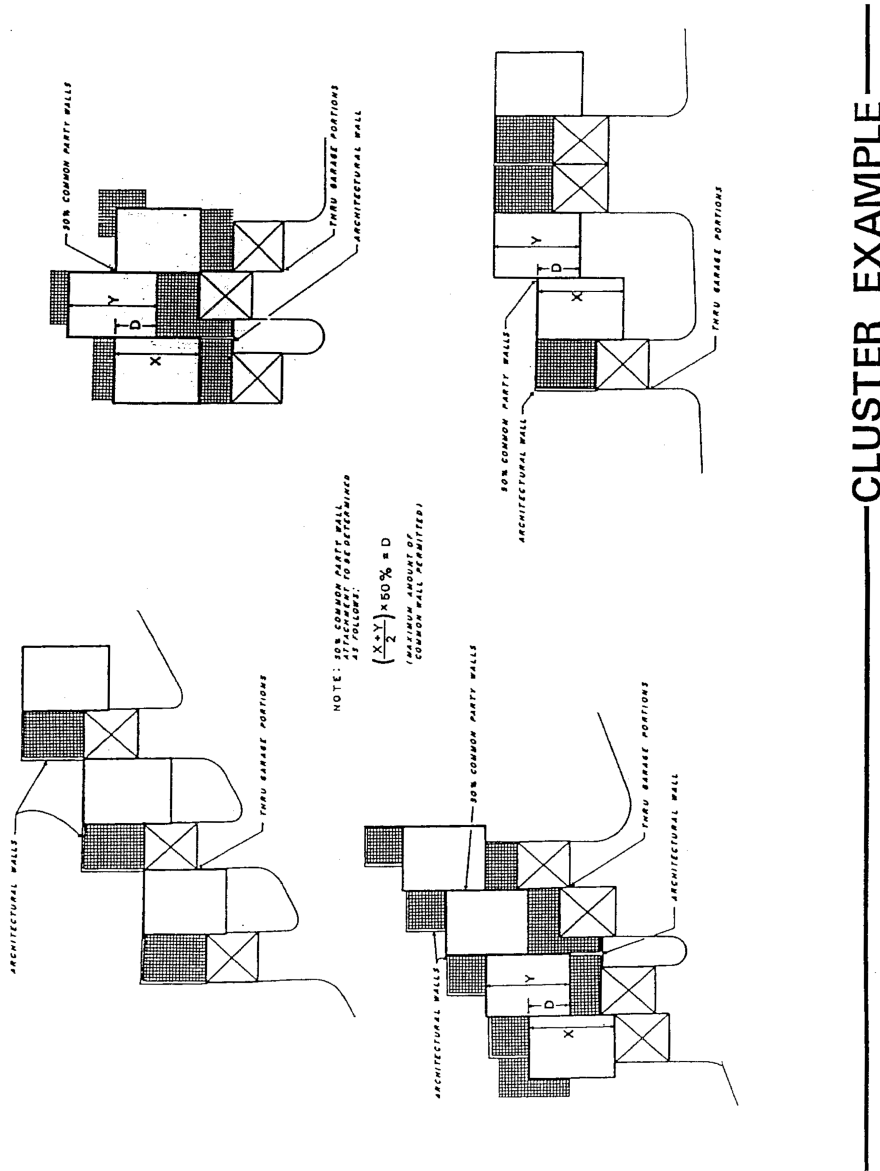 ARCHITECTURAL WALLS
THRU GARAGE PORTIONS
50% COMMON PARTY WALLS
THRU GARAGE PORTIONS
ARCHITECTURAL WALL
NOTE: 50% COMMON PARTY WALL
ATTACHMENT TO BE DETERMINED
AS FOLLOWS:
(X+Y/2) x 50% = D
(MAXIMUM AMOUNT OF
COMMON WALL PERMITTED)
X
Y
D
ARCHITECTURAL WALLS
50% COMMON PARTY WALLS
THRU GARAGE PORTIONS
ARCHITECTURAL WALL
X
Y
D
50% COMMON PARTY WALLS
ARCHITECTURAL WALL
THRU GARAGE PORTIONS
X
Y
D
CLUSTER EXAMPLE